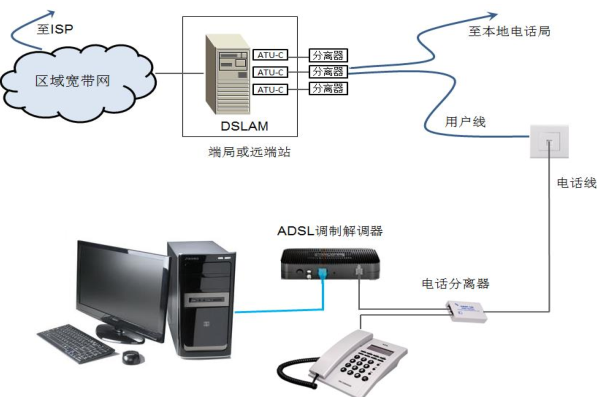 至ISP
至本地电话局
ATU-C
分离器
区域宽带网
ATU-C
分离器
ATU-C
分离器
DSLAM
用户线
端局或远端站
电话线
ADSL调制解调器
电话分离器